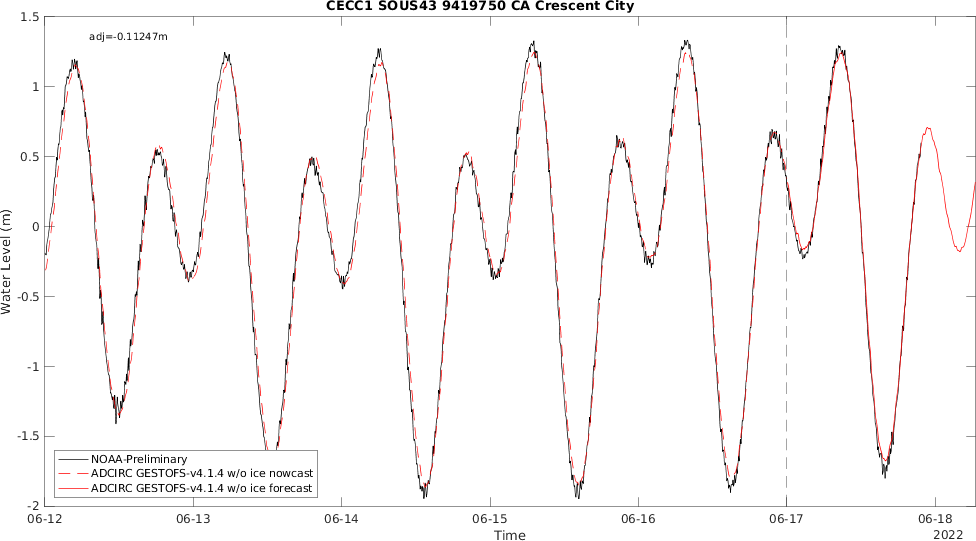 CECC1 SOUS43 9419750 CA Crescent City
adj=-0.11247m
1.5
1
0.5
0
-0.5
-1
-1.5
-2
Water Level (m)
NOAA-Preliminary
ADCIRC GESTOFS-v4.1.4 w/o ice nowcast
ADCIRC GESTOFS-v4.1.4 w/o ice forecast
06-12 06-13 06-14 06-15 06-16 06-17 06-18
Time
2022